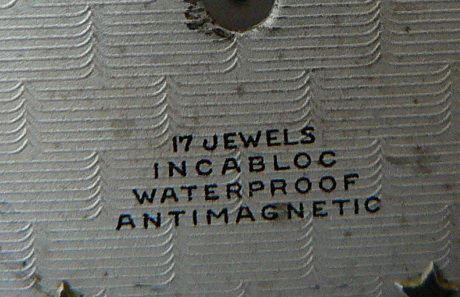 17 JEWELS
INCABLOC
WATERPROOF
ANTIMAGNETIC